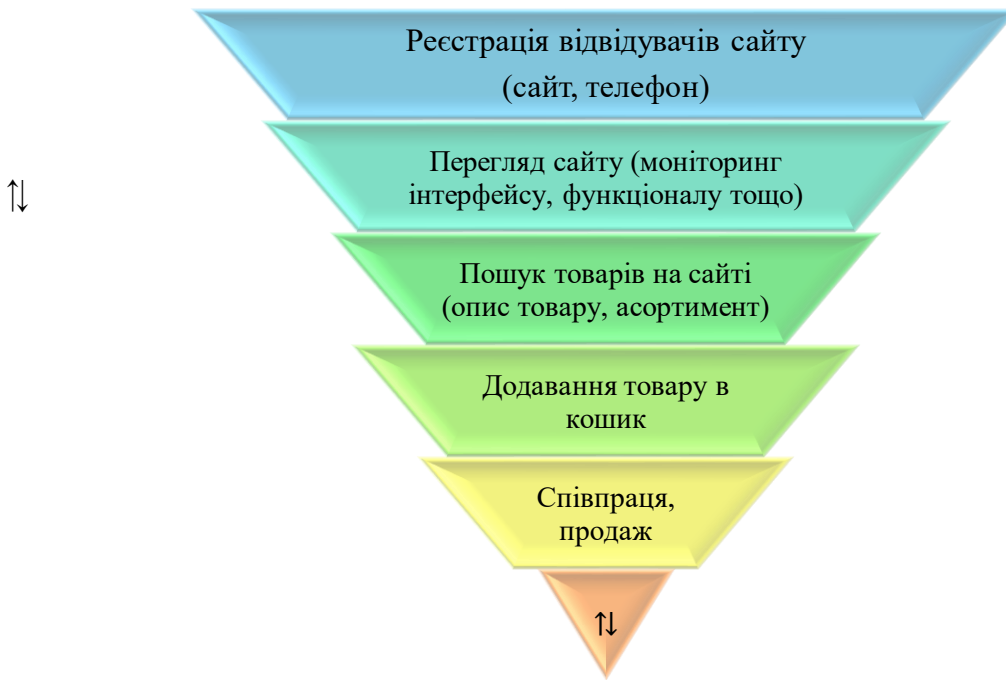 Реєстрація відвідувачів сайту
(сайт, телефон)
Перегляд сайту (моніторинг
інтерфейсу, функціоналу тощо)
⇅
Пошук товарів на сайті
(опис товару, асортимент)
Додавання товару в
кошик
Співпраця,
продаж
⇅